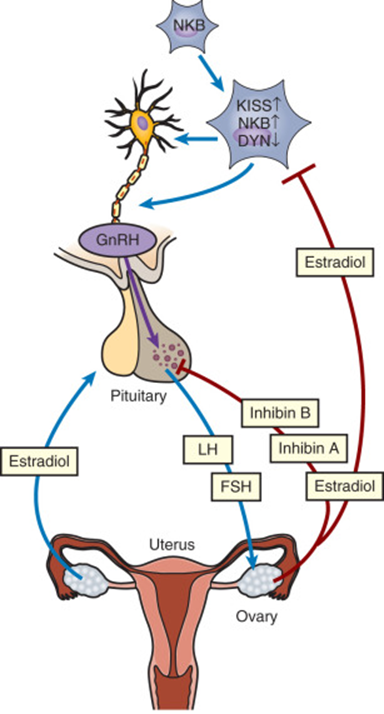 NKB
KISS↑
NKB↑
DYN↓
GnRH
Estradiol
Pituitary
Inhibin B
LH
Inhibin A
Estradiol
FSH
Estradiol
Uterus
Ovary